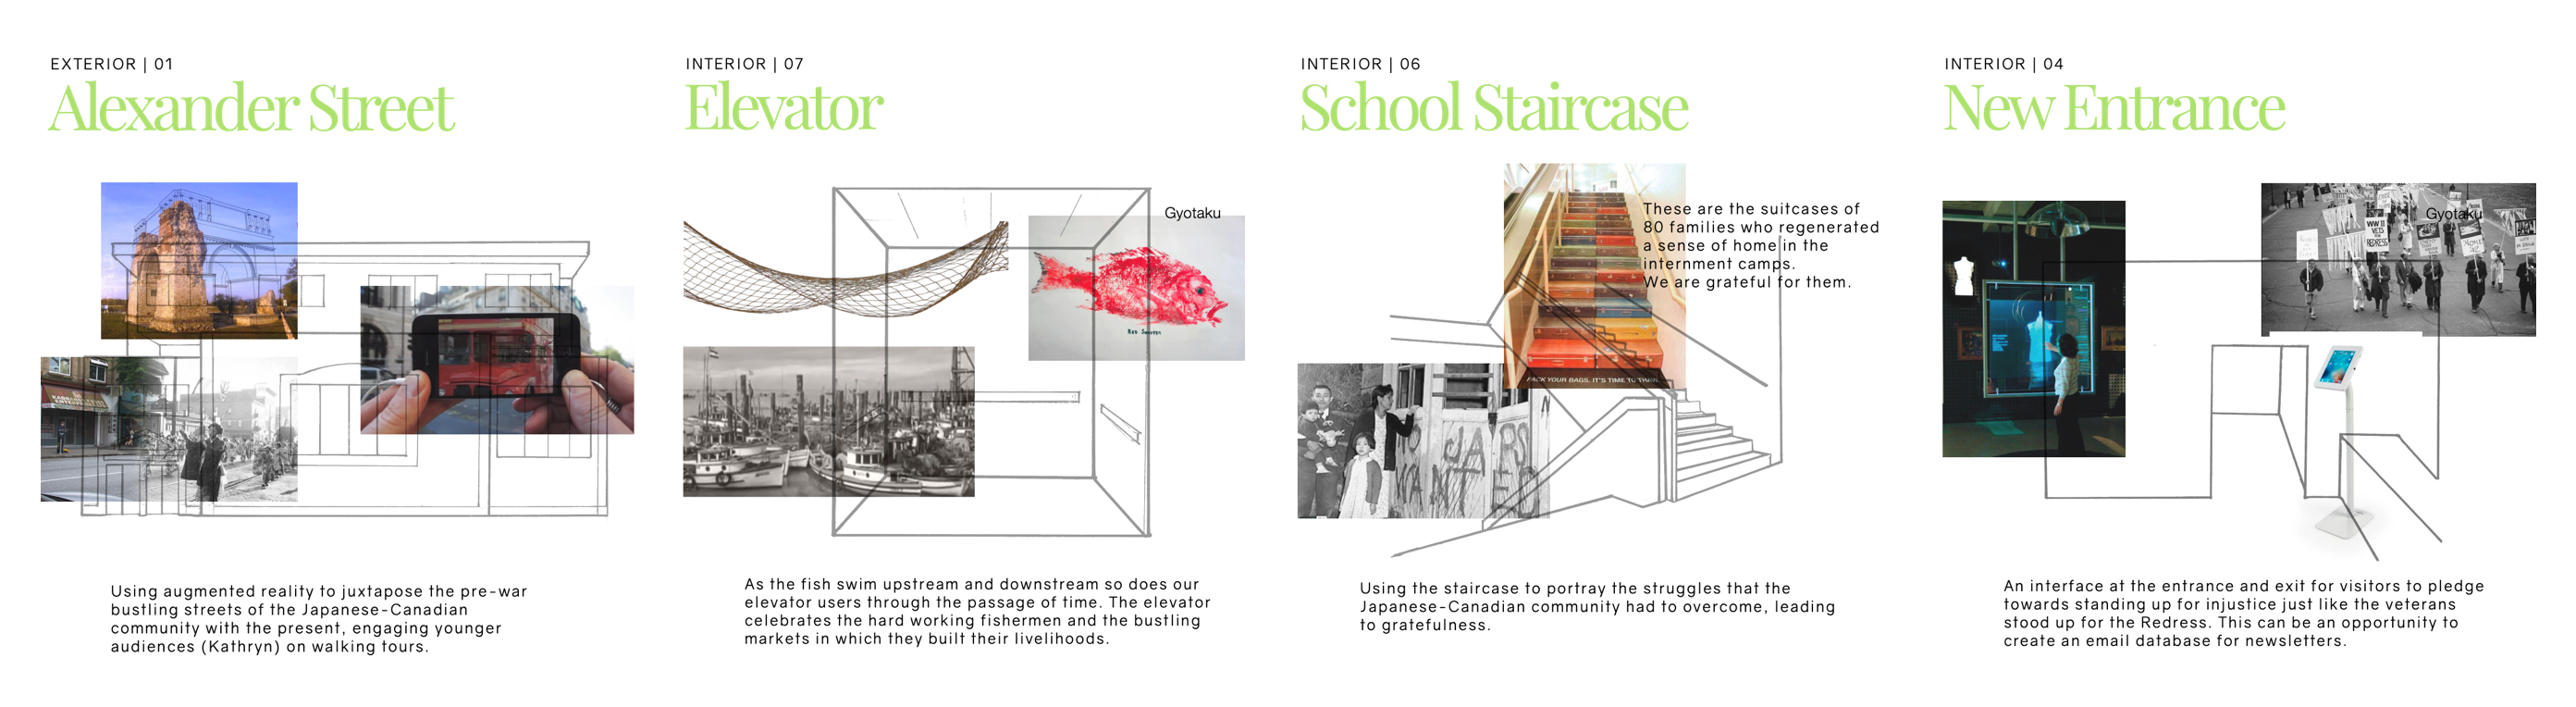 EXTERIOR | 01
Alexander Street
Using augmented reality to juxtapose the pre-war
bustling streets of the Japanese-Canadian
community with the present, engaging younger
audiences (Kathryn) on walking tours.
INTERIOR | 07
Elevator
Gyotaku
RED SNAPPER
As the fish swim upstream and downstream so does our
elevator users through the passage of time. The elevator
celebrates the hard working fishermen and the bustling
markets in which they built their livelihoods.
INTERIOR | 06
School Staircase
These are the suitcases of
80 families who regenerated
a sense of home in the
internment camps.
We are grateful for them.
PACK YOUR BAGS. IT'S TIME TO
JAPS
Using the staircase to portray the struggles that the
Japanese-Canadian community had to overcome, leading
to gratefulness.
INTERIOR | 04
New Entrance
Gyotaku
WW II
VETS
FOR
REDRESS
An interface at the entrance and exit for visitors to pledge
towards standing up for injustice just like the veterans
stood up for the Redress. This can be an opportunity to
create an email database for newsletters.